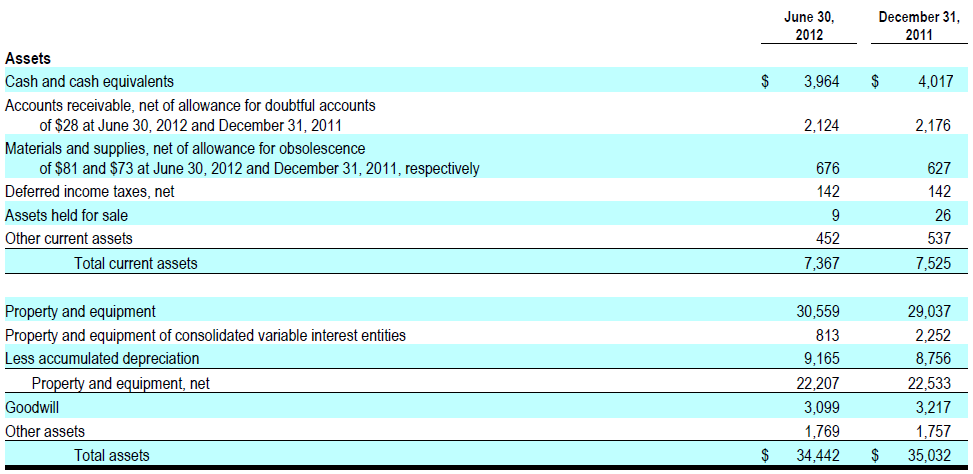 June 30, December 31,
2012 2011
Assets
Cash and cash equivalents $ 3,964 $ 4,017
Accounts receivable, net of allowance for doubtful accounts
of $28 at June 30, 2012 and December 31, 2011 2,124 2,176
Materials and supplies, net of allowance for obsolescence
of $81 and $73 at June 30, 2012 and December 31, 2011, respectively 676 627
Deferred income taxes, net 142 142
Assets held for sale 9 26
Other current assets 452 537
Total current assets 7,367 7,525
Property and equipment 30,559 29,037
Property and equipment of consolidated variable interest entities 813 2,252
Less accumulated depreciation 9,165 8,756
Property and equipment, net 22,207 22,533
Goodwill 3,099 3,217
Other assets 1,769 1,757
Total assets $ 34,442 $ 35,032